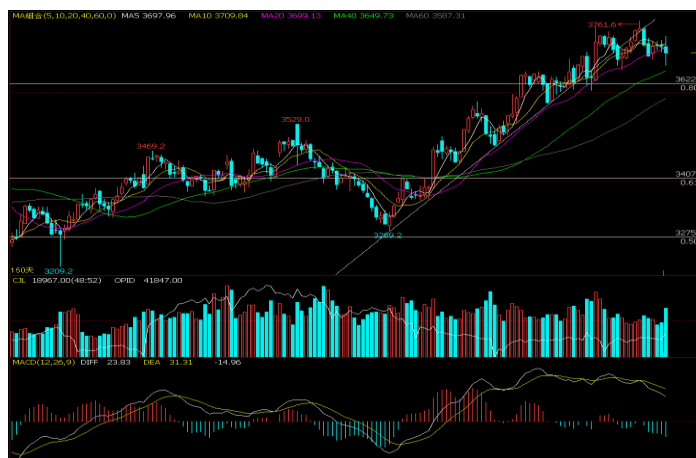 MA组合(5,10,20,40,60,0) MA5 3697.96 MA10 3709.84 MA20 3699.13 MA40 3649.73 MA60 3587.31
3761.6
3622
0.80
3529.0
3469.2
3407
0.6
3275
3269.2
0.50
160天
3209.2
CJL 18967.00(48:52) OPID 41847.00
MACD(12,26,9) DIFF 23.83 DEA 31.31 -14.96